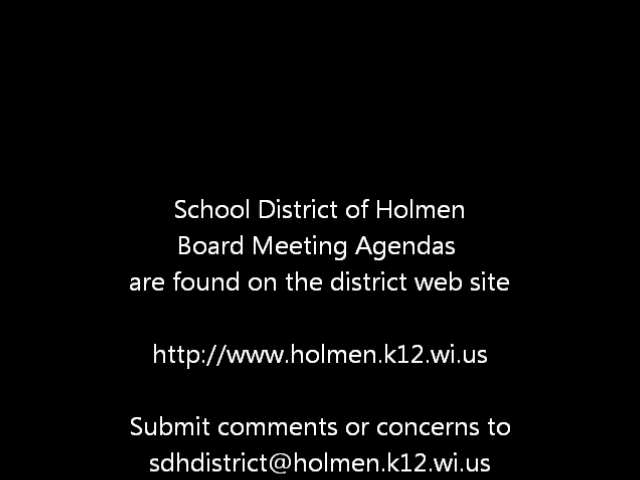 School District of Holmen
Board Meeting Agendas
are found on the district web site
http://www.holmen.k12.wi.us
Submit comments or concerns to
sdhdistrict@holmen.k12.wi.us